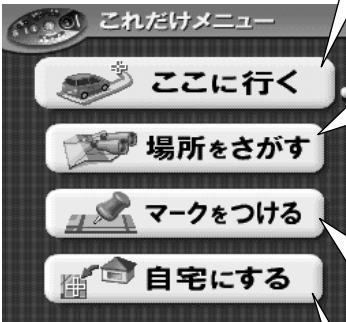 これだけメニュー
ここに行く
場所をさがす
マークをつける
自宅にする